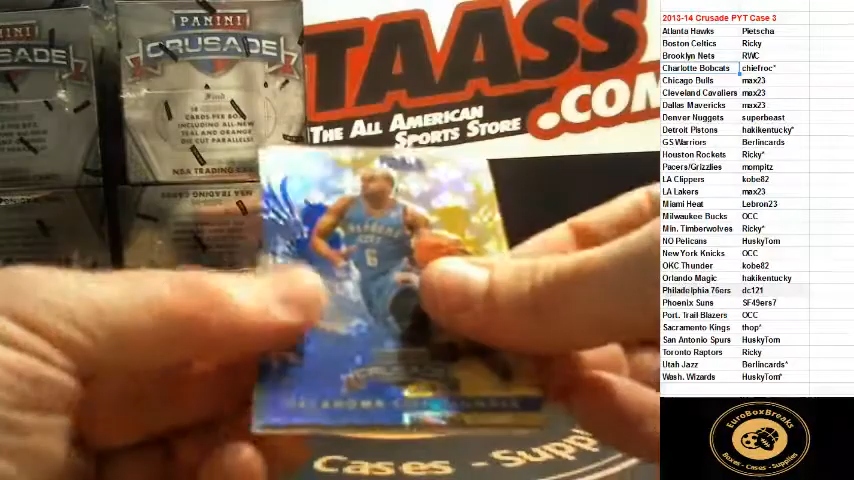 PANINI
CRUSADE
PANINI
CRUSADE
Find
18 CARDS PER BOX
INCLUDING ALL-NEW
TEAL AND ORANGE
DIE CUT PARALLELS!
NBA TRADING
TAASS
.COM
THE ALL AMERICAN
SPORTS STORE
6
OKLAHOMA CITY THUNDER
Cases - Supp
2013-14 Crusade PYT Case 3
Atlanta Hawks Pietscha
Boston Celtics Ricky
Brooklyn Nets RWC
Charlotte Bobcats chiefroc*
Chicago Bulls max23
Cleveland Cavaliers max23
Dallas Mavericks max23
Denver Nuggets superbeast
Detroit Pistons hakikentucky*
GS Warriors Berlincards
Houston Rockets Ricky*
Pacers/Grizzlies mompitz
LA Clippers kobe82
LA Lakers max23
Miami Heat Lebron23
Milwaukee Bucks OCC
Min. Timberwolves Ricky*
NO Pelicans HuskyTom
New York Knicks OCC
OKC Thunder kobe82
Orlando Magic hakikentucky
Philadelphia 76ers dc121
Phoenix Suns SF49ers7
Port. Trail Blazers OCC
Sacramento Kings thop*
San Antonio Spurs HuskyTom
Toronto Raptors Ricky
Utah Jazz Berlincards*
Wash. Wizards HuskyTom*
EuroBoxBreaks
Boxes - Cases - Supplies